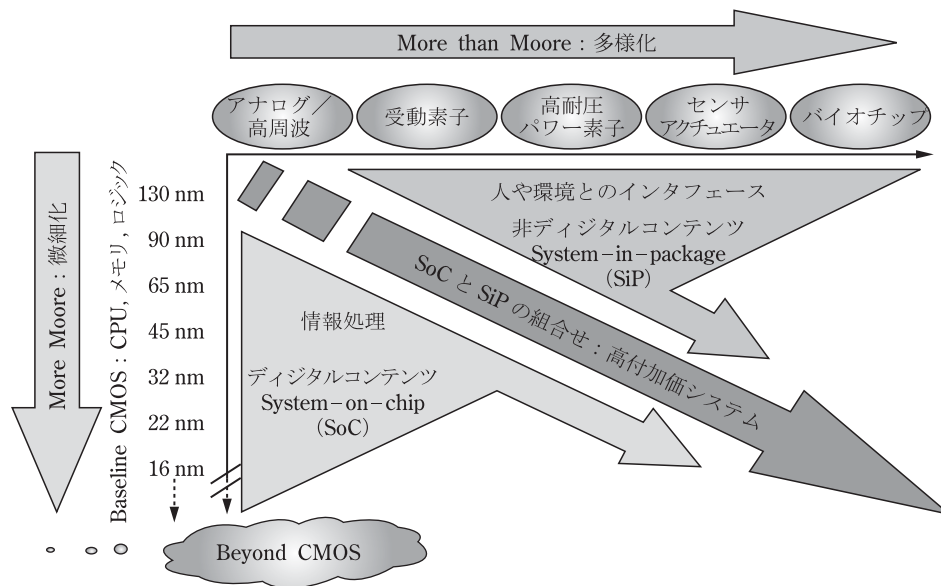 More than Moore : 多様化
アナログ／
高周波
受動素子
高耐圧
パワー素子
センサ
アクチュエータ
バイオチップ
More Moore : 微細化
Baseline CMOS : CPU, メモリ, ロジック
130 nm
90 nm
65 nm
45 nm
32 nm
22 nm
16 nm
人や環境とのインタフェース
非ディジタルコンテンツ
System-in-package
(SiP)
SoC と SiP の組合せ : 高付加価システム
情報処理
ディジタルコンテンツ
System-on-chip
(SoC)
Beyond CMOS